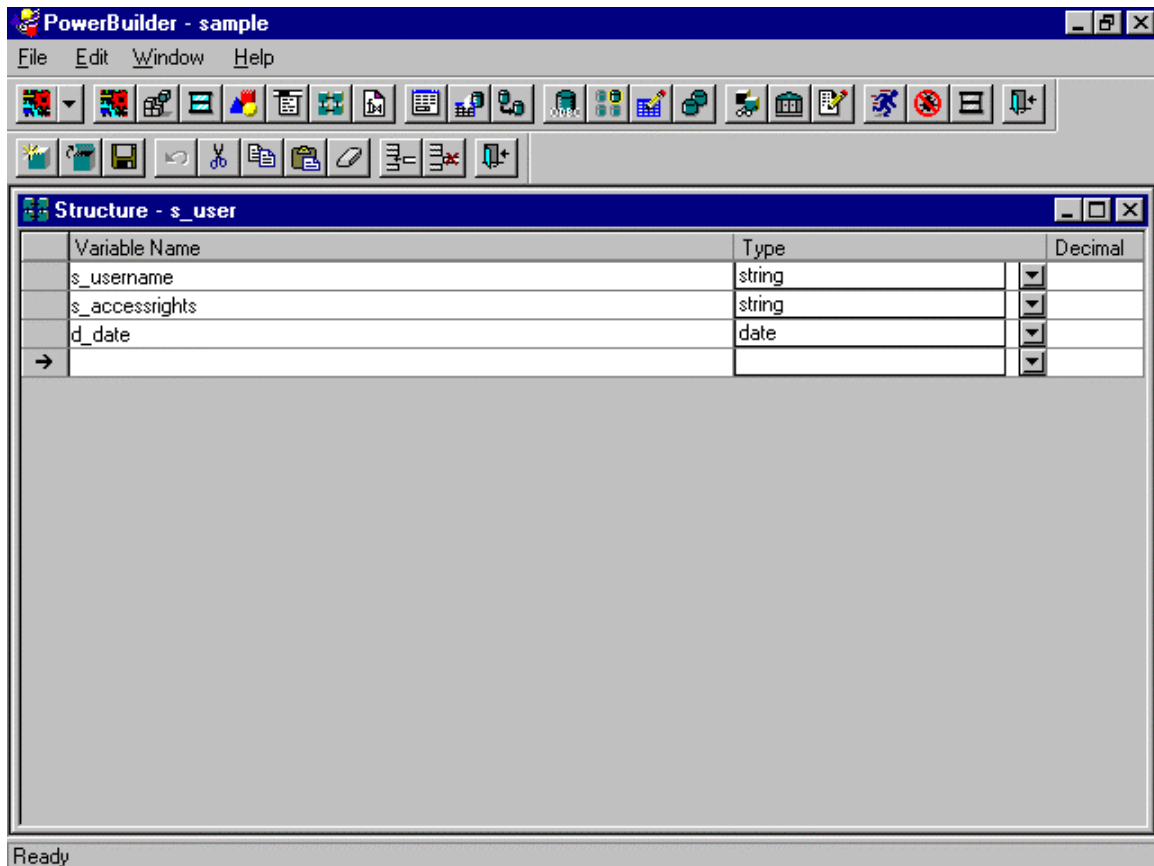 PowerBuilder - sample
File Edit Window Help
Structure - s_user
Variable Name Type Decimal
s_username string
s_accessrights string
d_date date
Ready